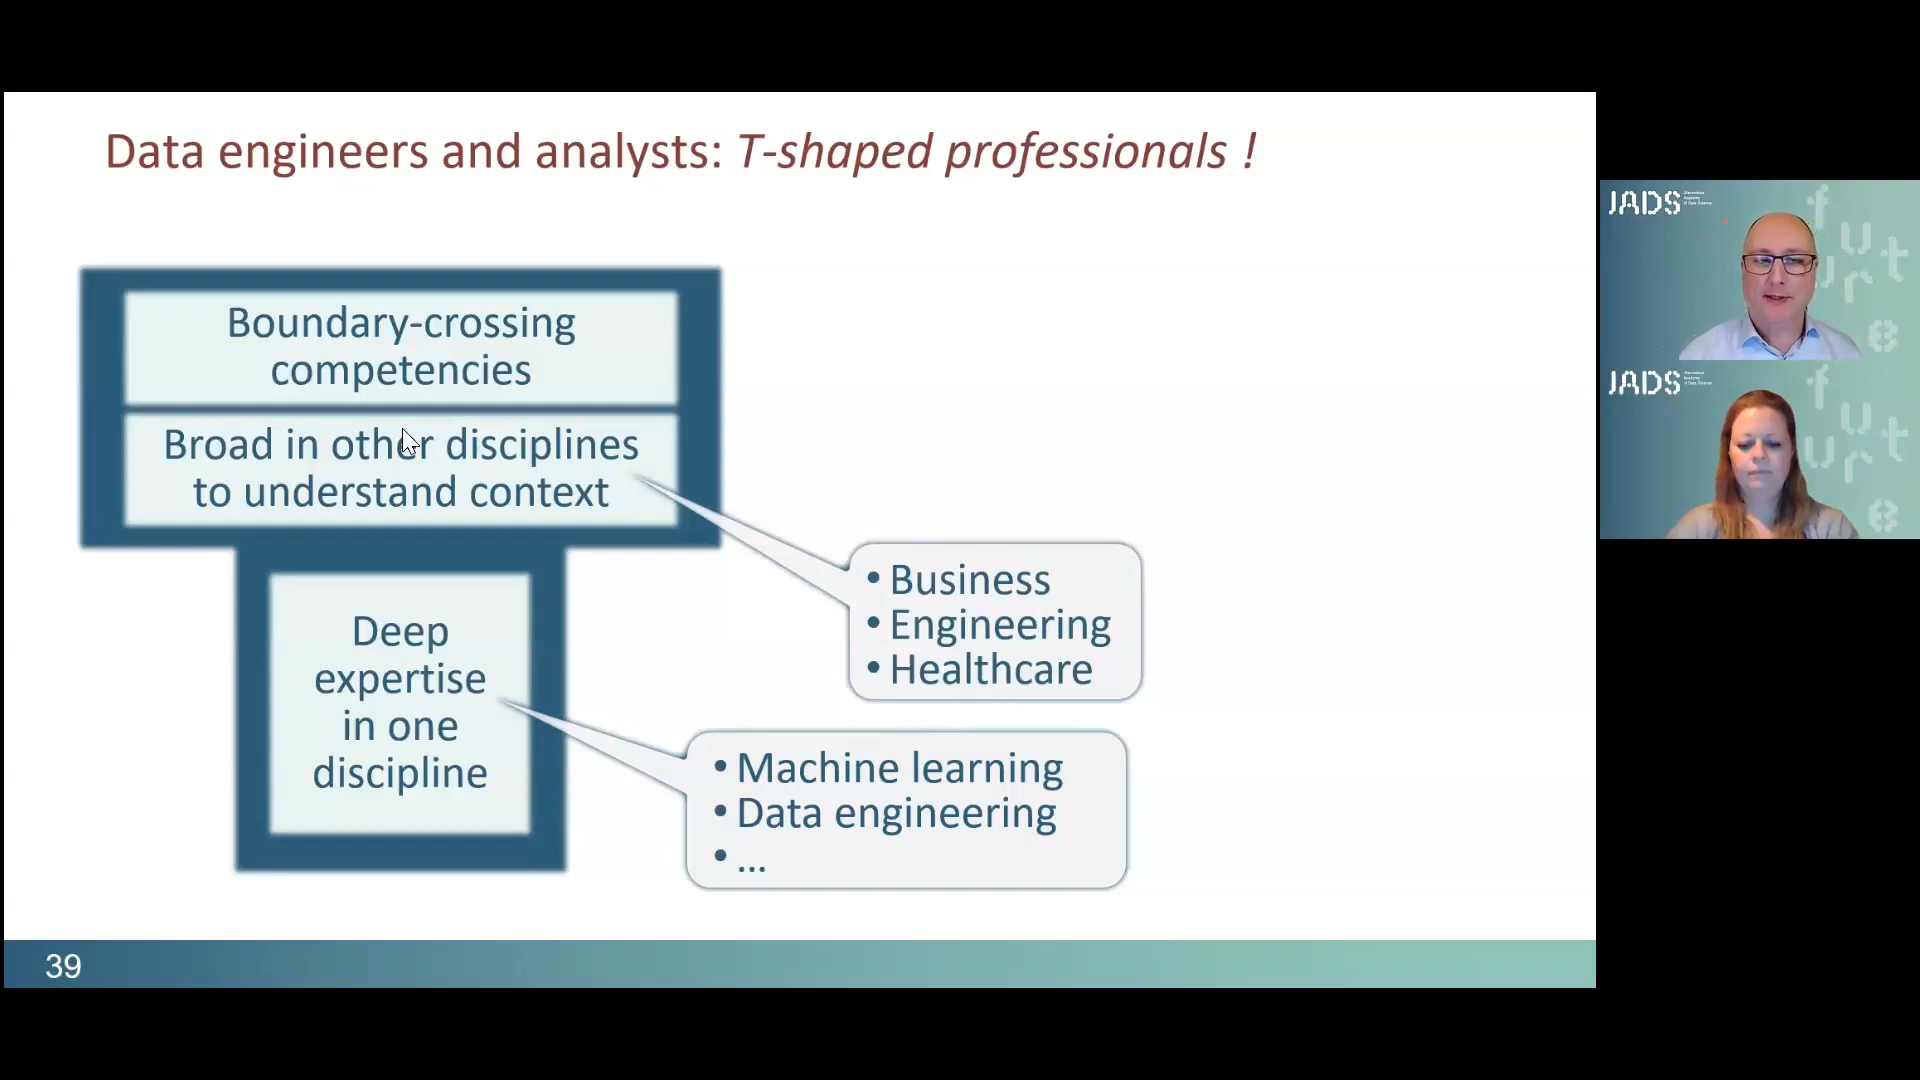 Data engineers and analysts: T-shaped professionals !
Boundary-crossing
competencies
Broad in other disciplines
to understand context
Deep
expertise
in one
discipline
• Business
• Engineering
• Healthcare
• Machine learning
• Data engineering
• ...
39
JADS
JADS